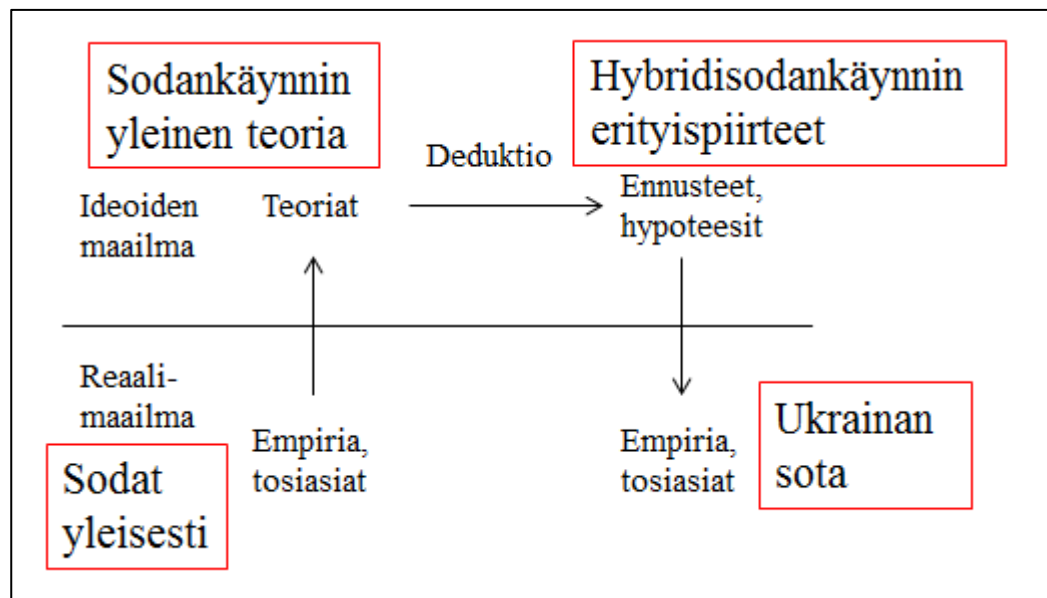 Sodankäynnin
yleinen teoria
Hybridisodankäynnin
erityispiirteet
Deduktio
Ideoiden
maailma
Teoriat
Ennusteet,
hypoteesit
Reaali-
maailma
Sodat
yleisesti
Empiria,
tosiasiat
Empiria,
tosiasiat
Ukrainan
sota